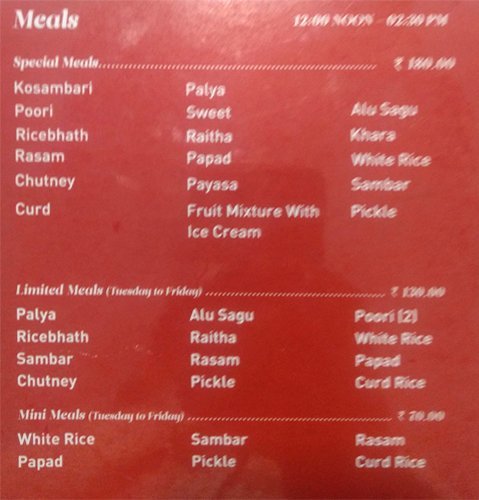 Meals 12:00 NOON - 02:30 PM
Special Meals ₹ 180.00
Kosambari Palya
Poori Sweet Alu Sagu
Ricebhath Raitha Khara
Rasam Papad White Rice
Chutney Payasa Sambar
Curd Fruit Mixture With Pickle
Ice Cream
Limited Meals (Tuesday to Friday) ₹ 130.00
Palya Alu Sagu Poori (2)
Ricebhath Raitha White Rice
Sambar Rasam Papad
Chutney Pickle Curd Rice
Mini Meals (Tuesday to Friday) ₹ 70.00
White Rice Sambar Rasam
Papad Pickle Curd Rice